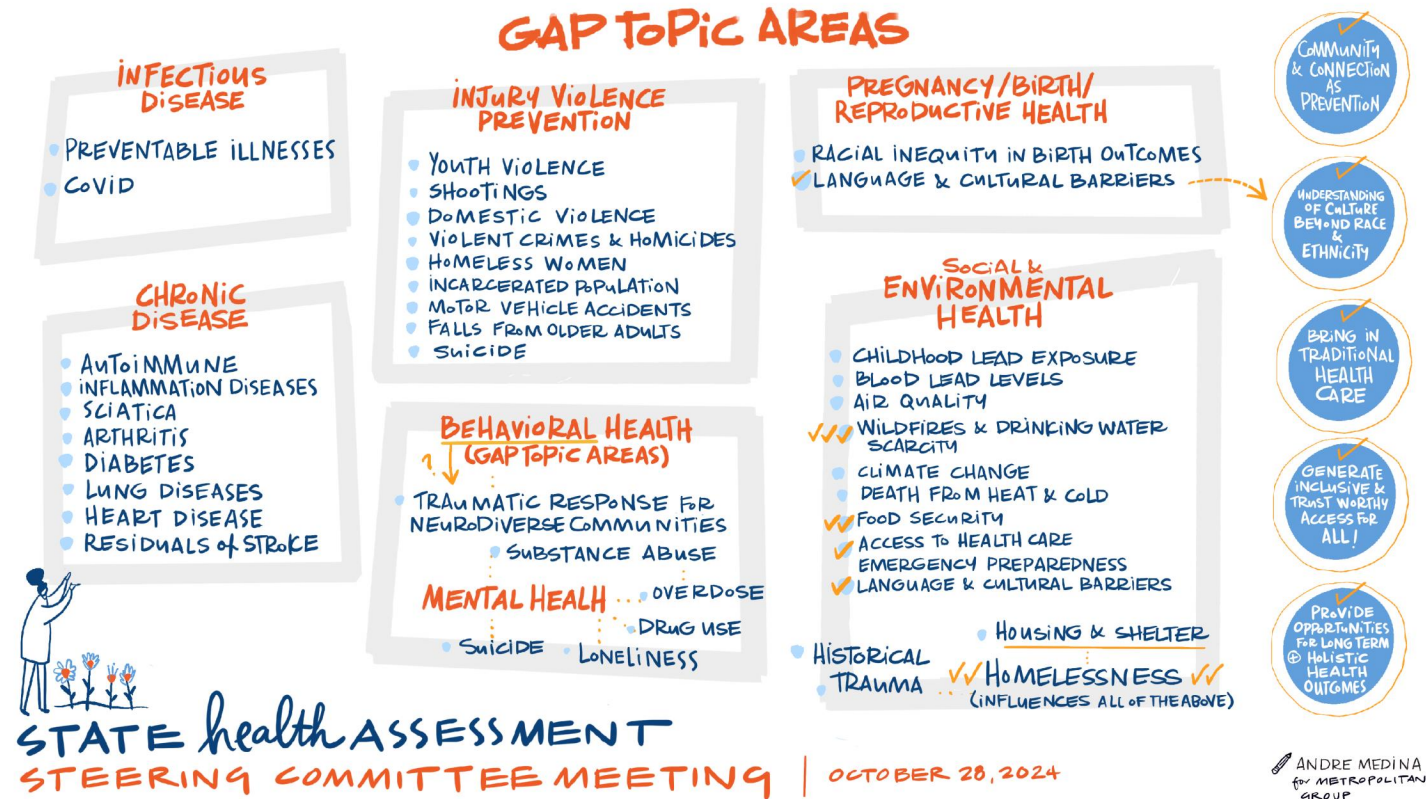 GAP TOPIC AREAS
INFECTIOUS
DISEASE
PREVENTABLE ILLNESSES
COVID
CHRONIC
DISEASE
AUTOIMMUNE
INFLAMMATION DISEASES
SCIATICA
ARTHRITIS
DIABETES
LUNG DISEASES
HEART DISEASE
RESIDUALS of STROKE
INJURY VIOLENCE
PREVENTION
YOUTH VIOLENCE
SHOOTINGS
DOMESTIC VIOLENCE
VIOLENT CRIMES & HOMICIDES
HOMELESS WOMEN
INCARCERATED POPULATION
MOTOR VEHICLE ACCIDENTS
FALLS FROM OLDER ADULTS
SUICIDE
BEHAVIORAL HEALTH
(GAP TOPIC AREAS)
?
TRAUMATIC RESPONSE FOR
NEURODIVERSE COMMUNITIES
SUBSTANCE ABUSE
MENTAL HEALH
OVERDOSE
DRUG USE
SUICIDE
LONELINESS
PREGNANCY/BIRTH/
REPRODUCTIVE HEALTH
RACIAL INEQUITY IN BIRTH OUTCOMES
LANGUAGE & CULTURAL BARRIERS
SOCIAL &
ENVIRONMENTAL
HEALTH
CHILDHOOD LEAD EXPOSURE
BLOOD LEAD LEVELS
AIR QUALITY
WILDFIRES & DRINKING WATER
SCARCITY
CLIMATE CHANGE
DEATH FROM HEAT & COLD
FOOD SECURITY
ACCESS TO HEALTH CARE
EMERGENCY PREPAREDNESS
LANGUAGE & CULTURAL BARRIERS
HOUSING & SHELTER
HISTORICAL
TRAUMA
HOMELESSNESS
(INFLUENCES ALL OF THE ABOVE)
COMMUNITY
& CONNECTION
AS
PREVENTION
UNDERSTANDING
OF CULTURE
BEYOND RACE
&
ETHNICITY
BRING IN
TRADITIONAL
HEALTH
CARE
GENERATE
INCLUSIVE &
TRUST WORTHY
ACCESS FOR
ALL!
PROVIDE
OPPORTUNITIES
FOR LONG TERM
+ HOLISTIC
HEALTH
OUTCOMES
STATE health ASSESSMENT
STEERING COMMITTEE MEETING | OCTOBER 28, 2024
ANDRE MEDINA
for METROPOLITAN
GROUP